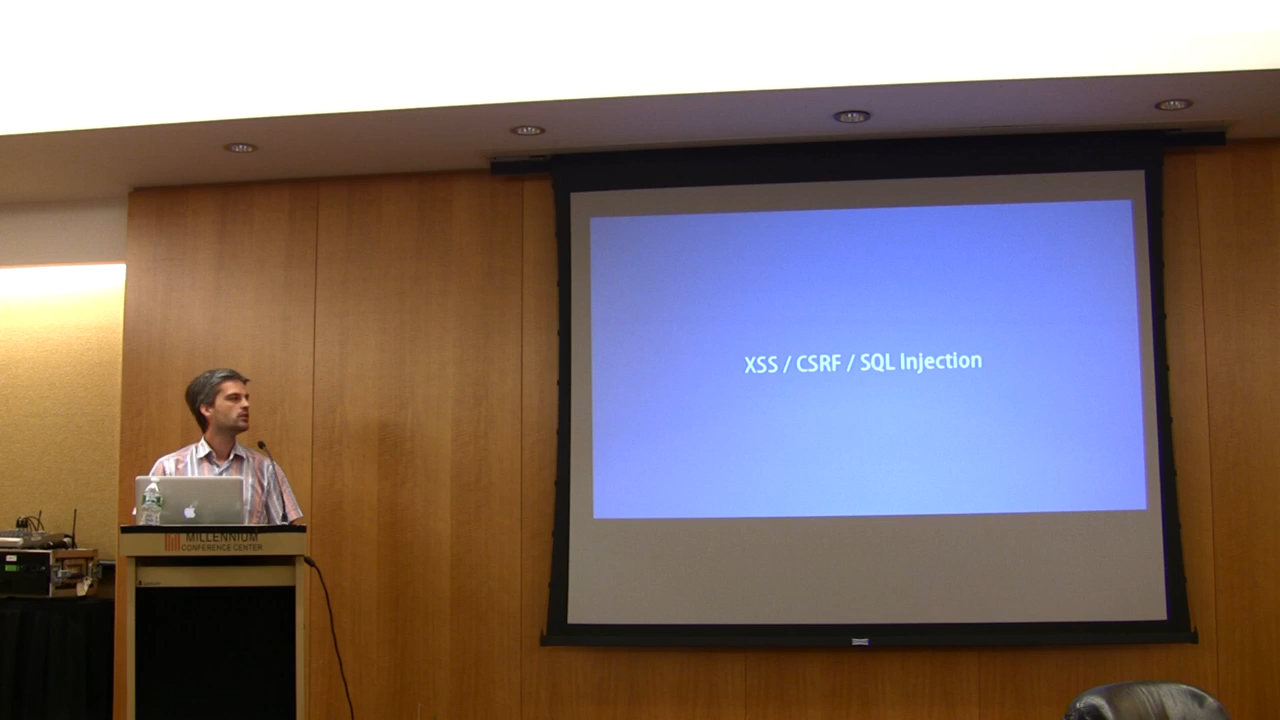 XSS / CSRF / SQL Injection
MILLENNIUM
CONFERENCE CENTER